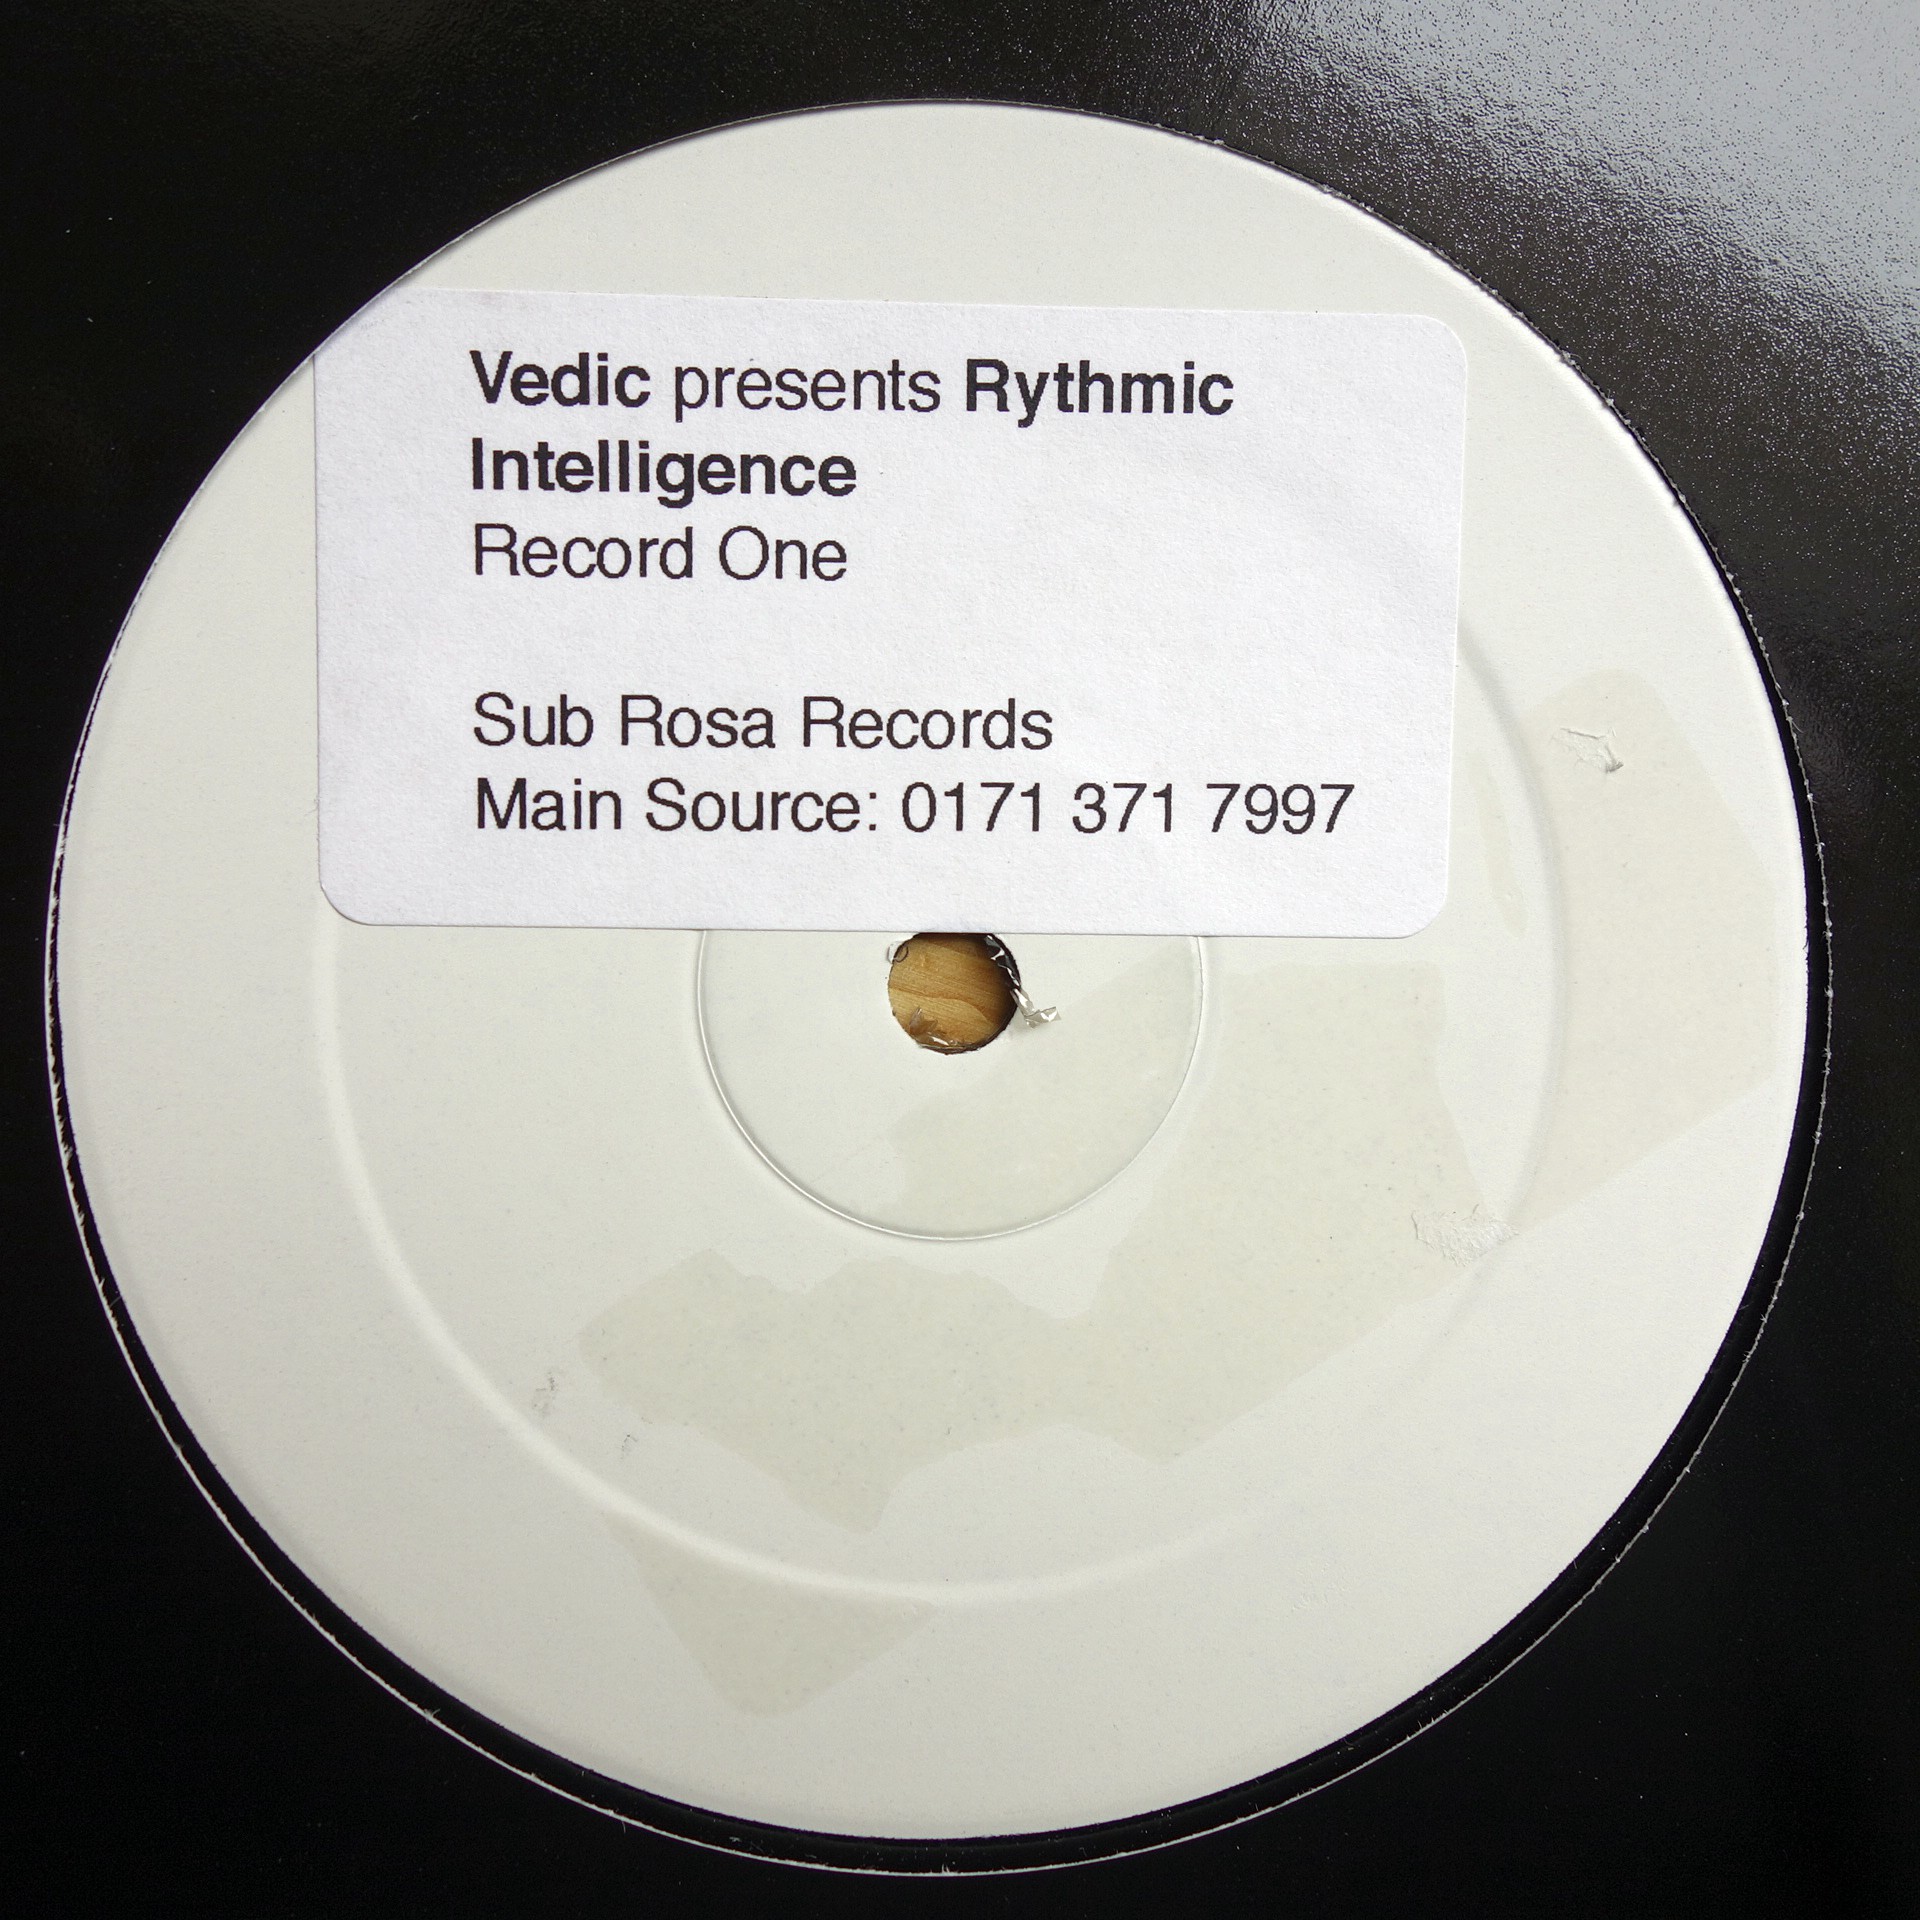 Vedic presents Rythmic
Intelligence
Record One
Sub Rosa Records
Main Source: 0171 371 7997